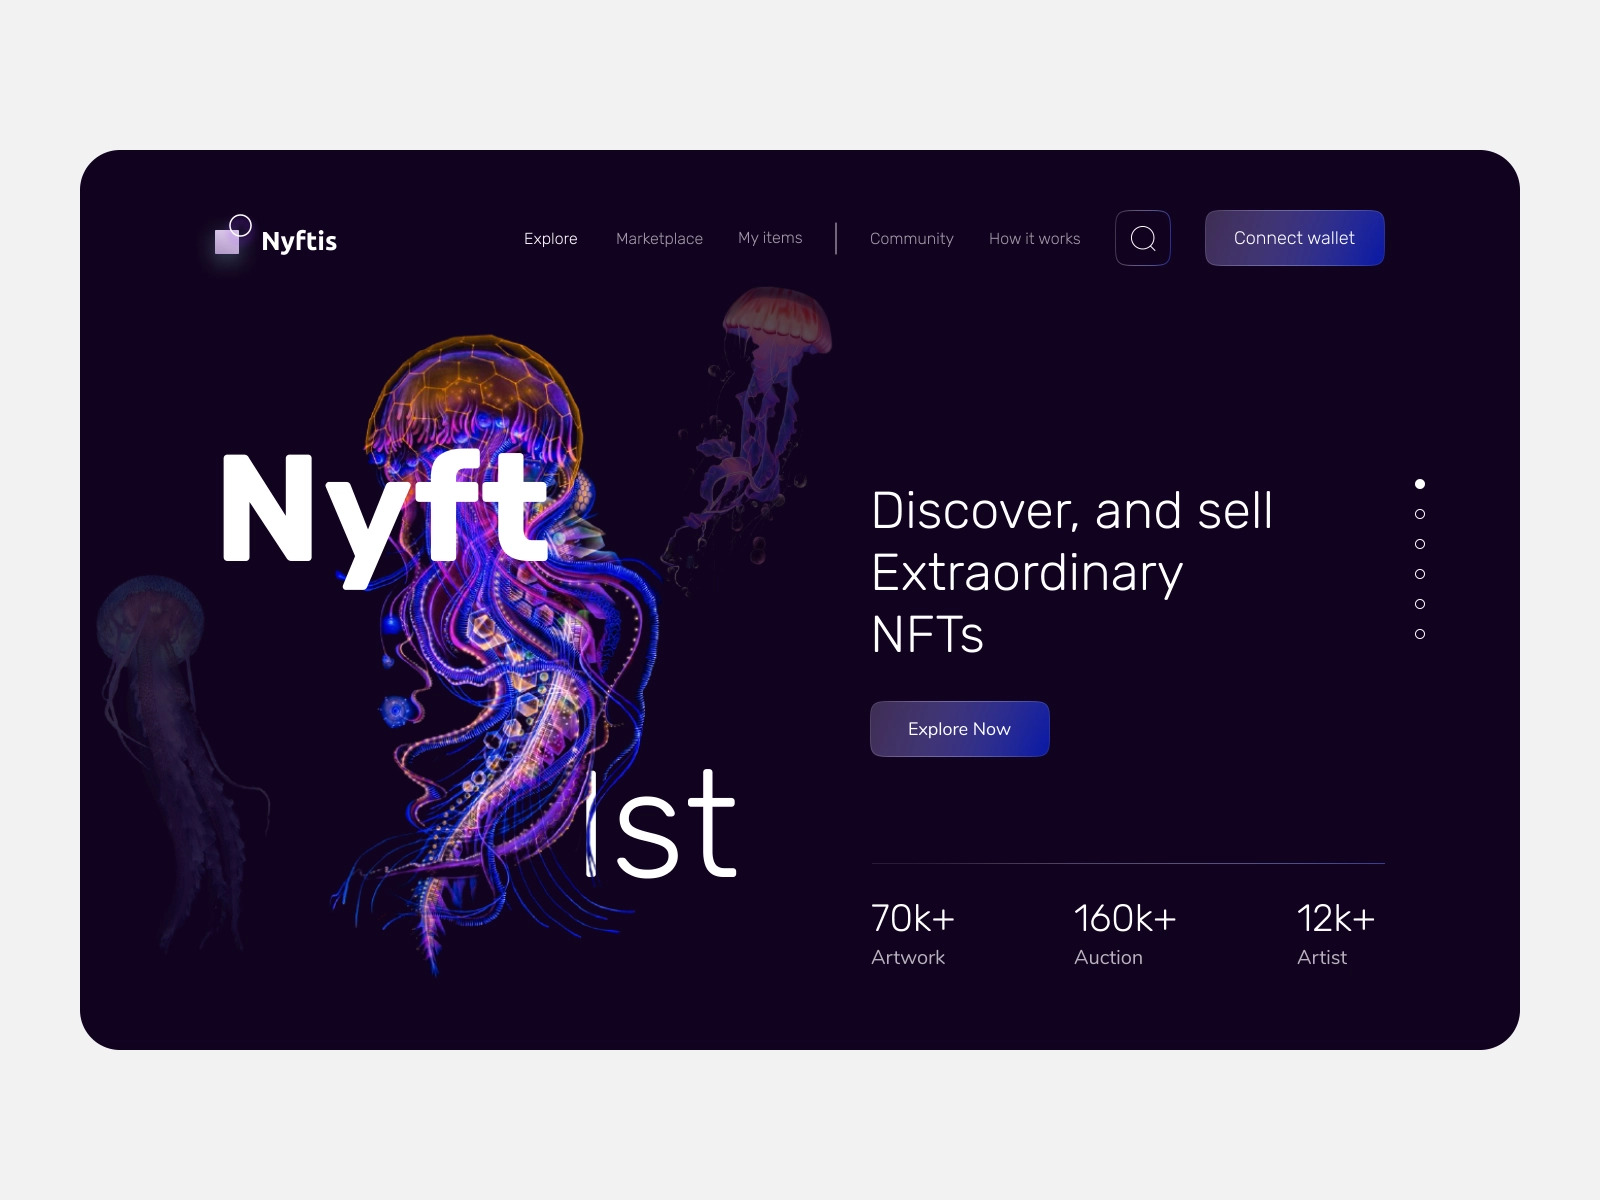 Nyftis
Explore
Marketplace
My items
Community
How it works
Connect wallet
Nyft
Ist
Discover, and sell
Extraordinary
NFTs
Explore Now
70k+
Artwork
160k+
Auction
12k+
Artist